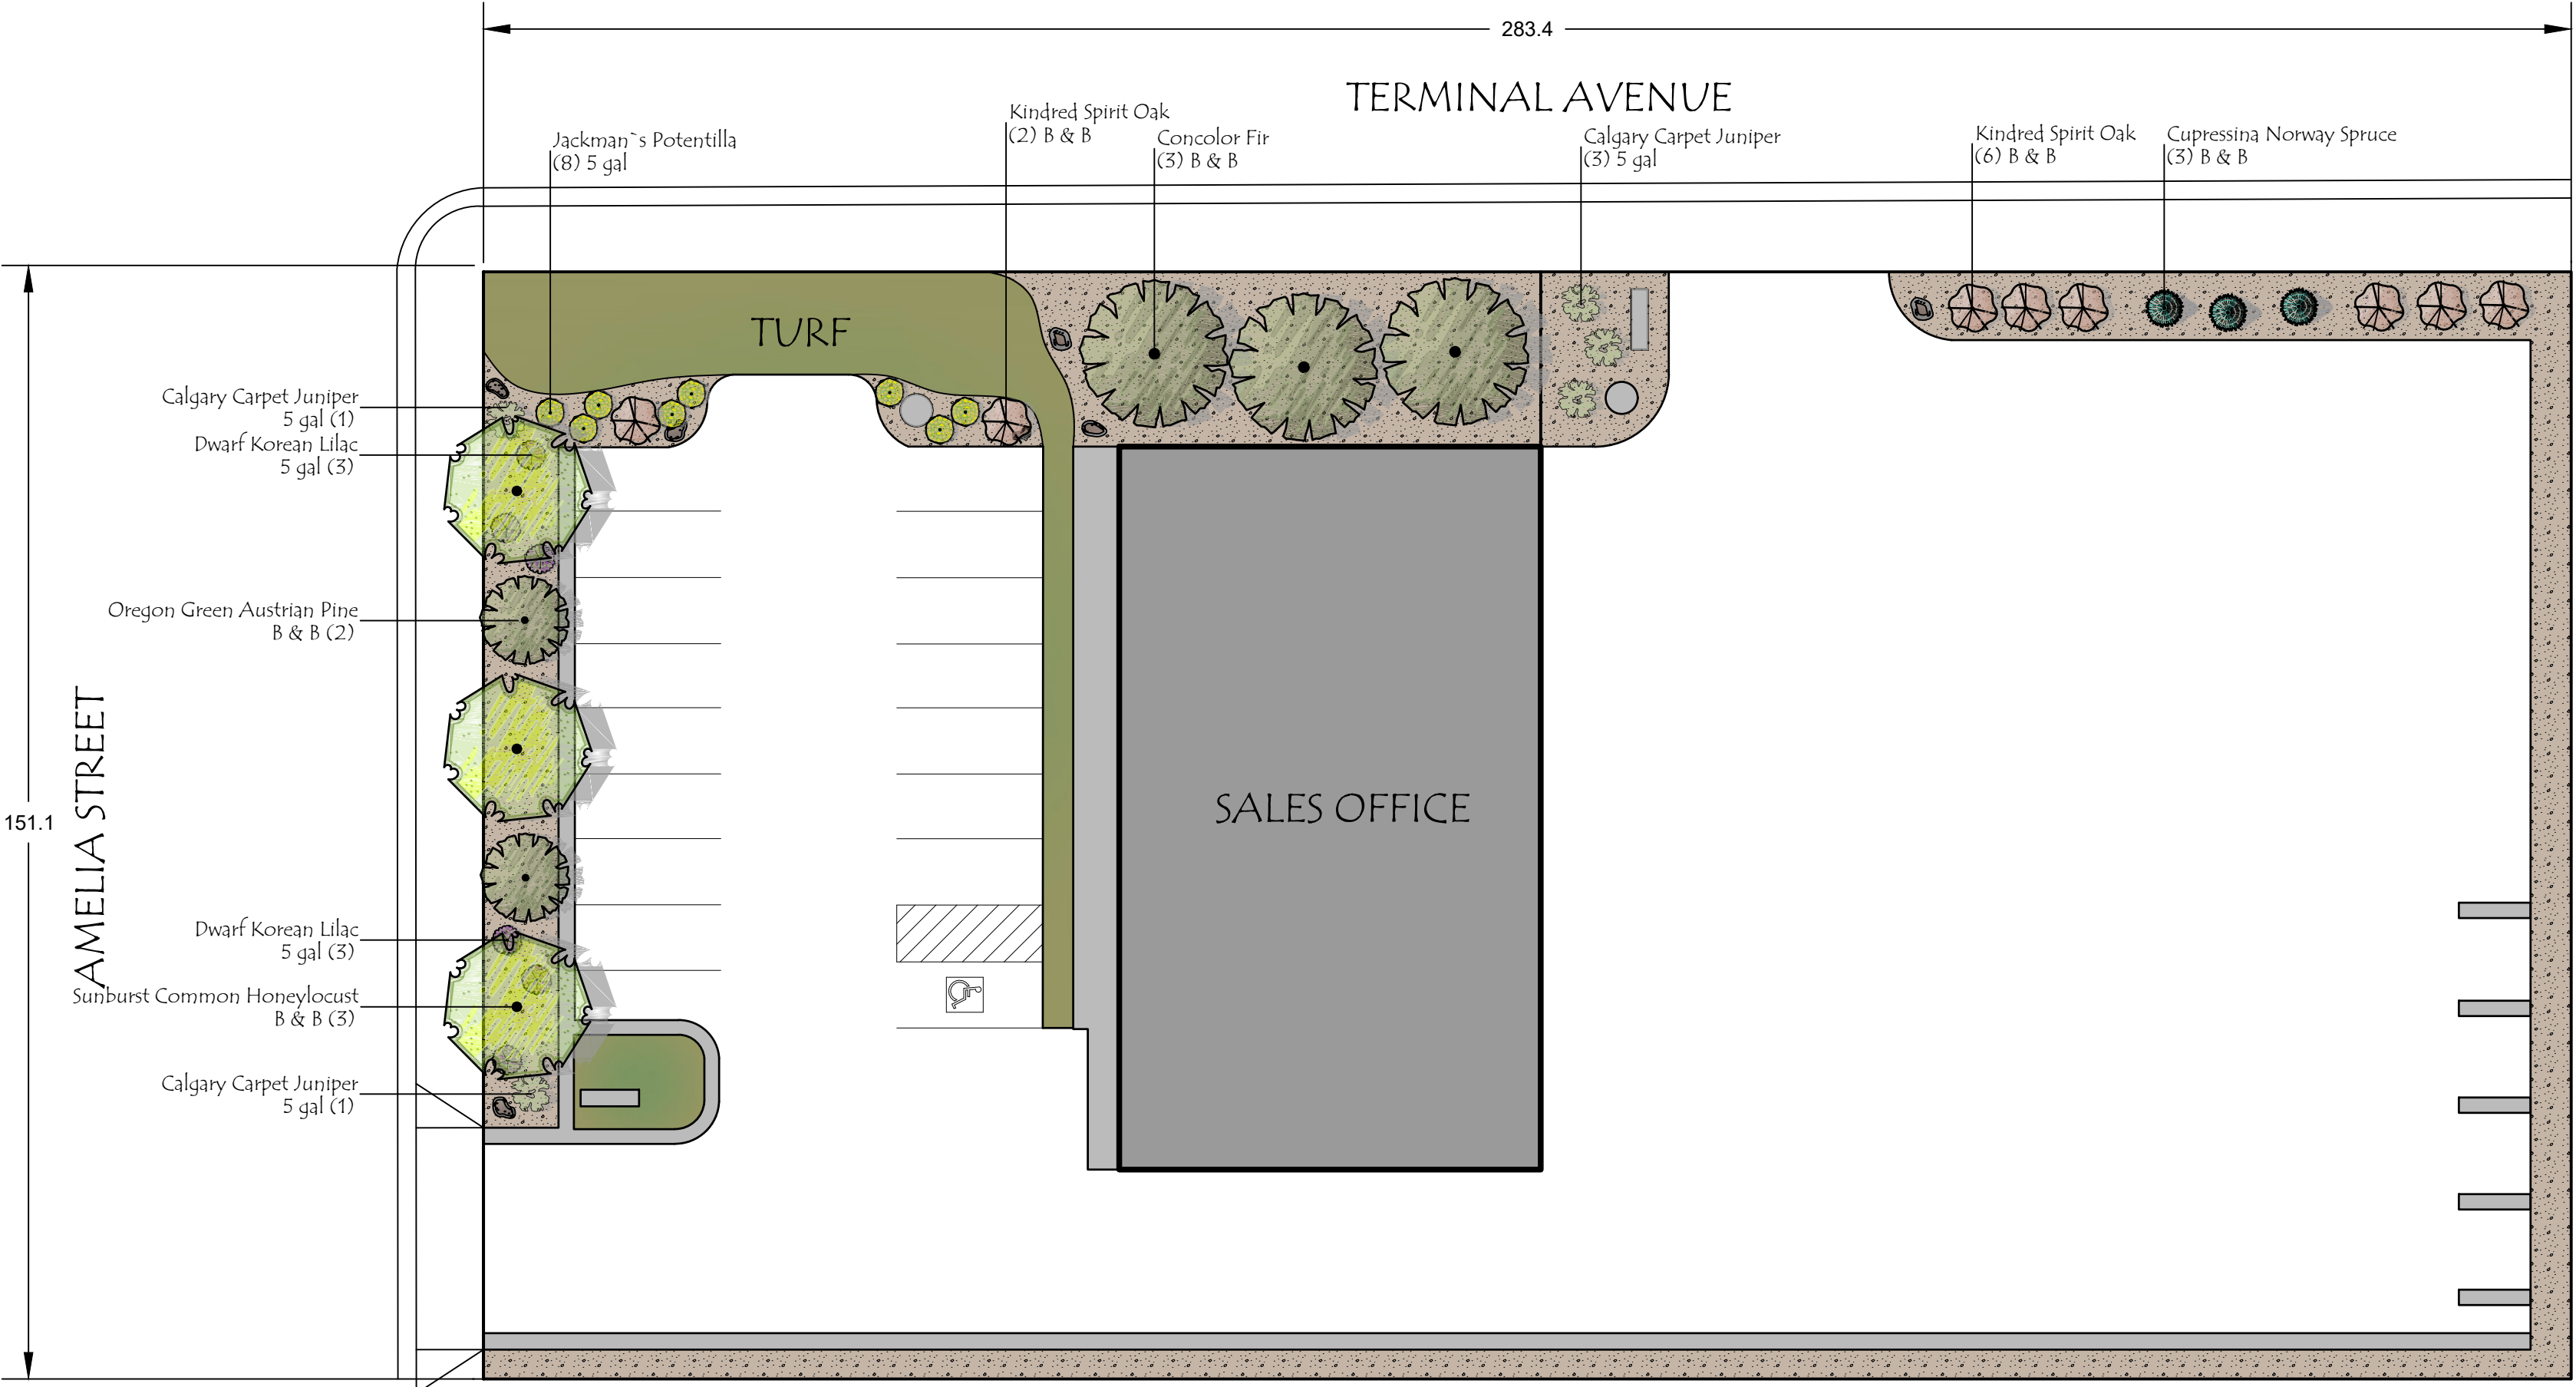 283.4
TERMINAL AVENUE
Jackman`s Potentilla
(8) 5 gal
Kindred Spirit Oak
(2) B & B
Concolor Fir
(3) B & B
Calgary Carpet Juniper
(3) 5 gal
Kindred Spirit Oak
(6) B & B
Cupressina Norway Spruce
(3) B & B
TURF
Calgary Carpet Juniper
5 gal (1)
Dwarf Korean Lilac
5 gal (3)
Oregon Green Austrian Pine
B & B (2)
AMELIA STREET
151.1
SALES OFFICE
Dwarf Korean Lilac
5 gal (3)
Sunburst Common Honeylocust
B & B (3)
Calgary Carpet Juniper
5 gal (1)